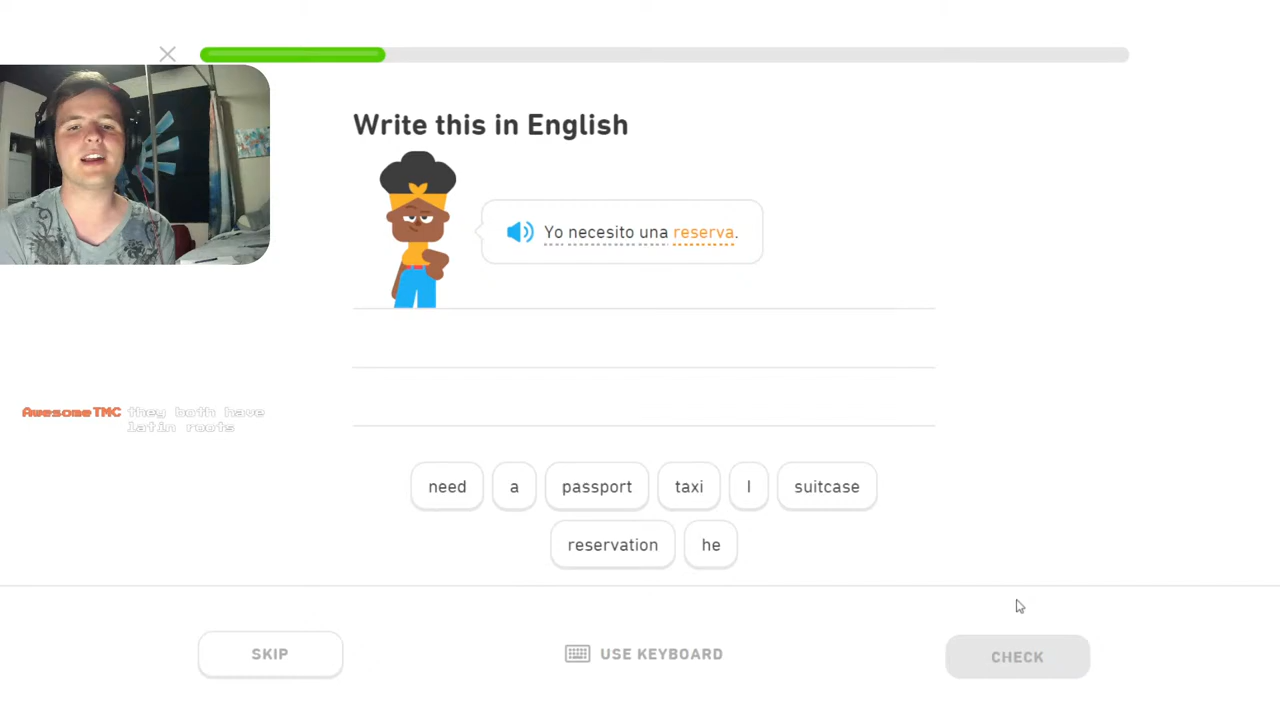 Write this in English
Yo necesito una reserva.
AwesomeTMC they both have
latin roots
need a passport taxi I suitcase
reservation he
SKIP USE KEYBOARD CHECK